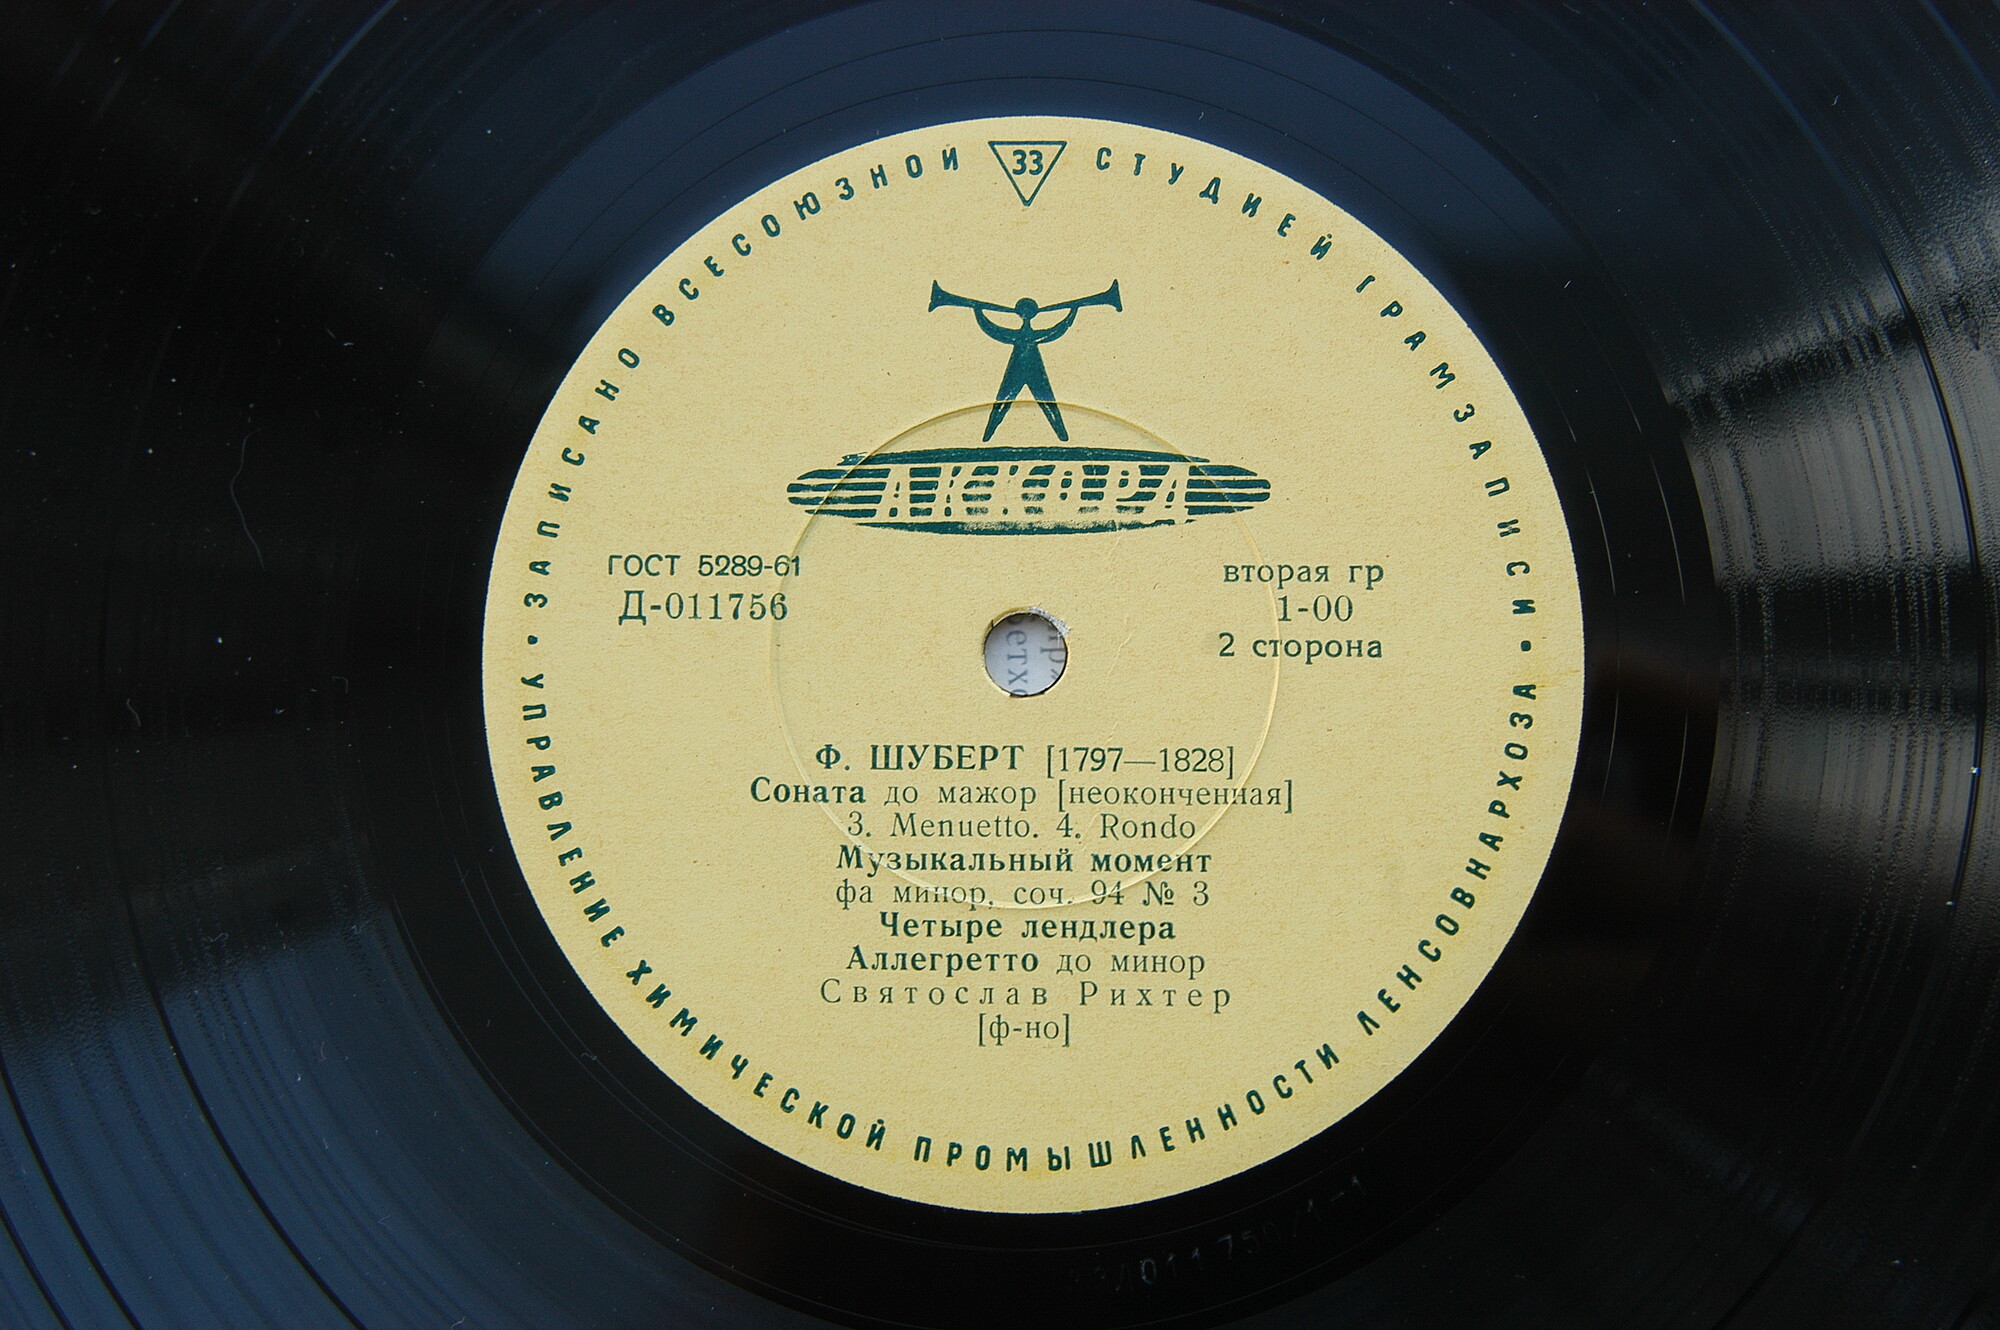 ЗАПИСАНО ВСЕСОЮЗНОЙ 33 СТУДИЕЙ ГРАМЗАПИСИ •
АККОРД
ГОСТ 5289-61
Д-011756
вторая гр
1-00
2 сторона
Ф. ШУБЕРТ [1797—1828]
Соната до мажор [неоконченная]
3. Menuetto. 4. Rondo
Музыкальный момент
фа минор, соч. 94 № 3
Четыре лендлера
Аллегретто до минор
Святослав Рихтер
[ф-но]
УПРАВЛЕНИЕ ХИМИЧЕСКОЙ ПРОМЫШЛЕННОСТИ ЛЕНСОВНАРХОЗА •